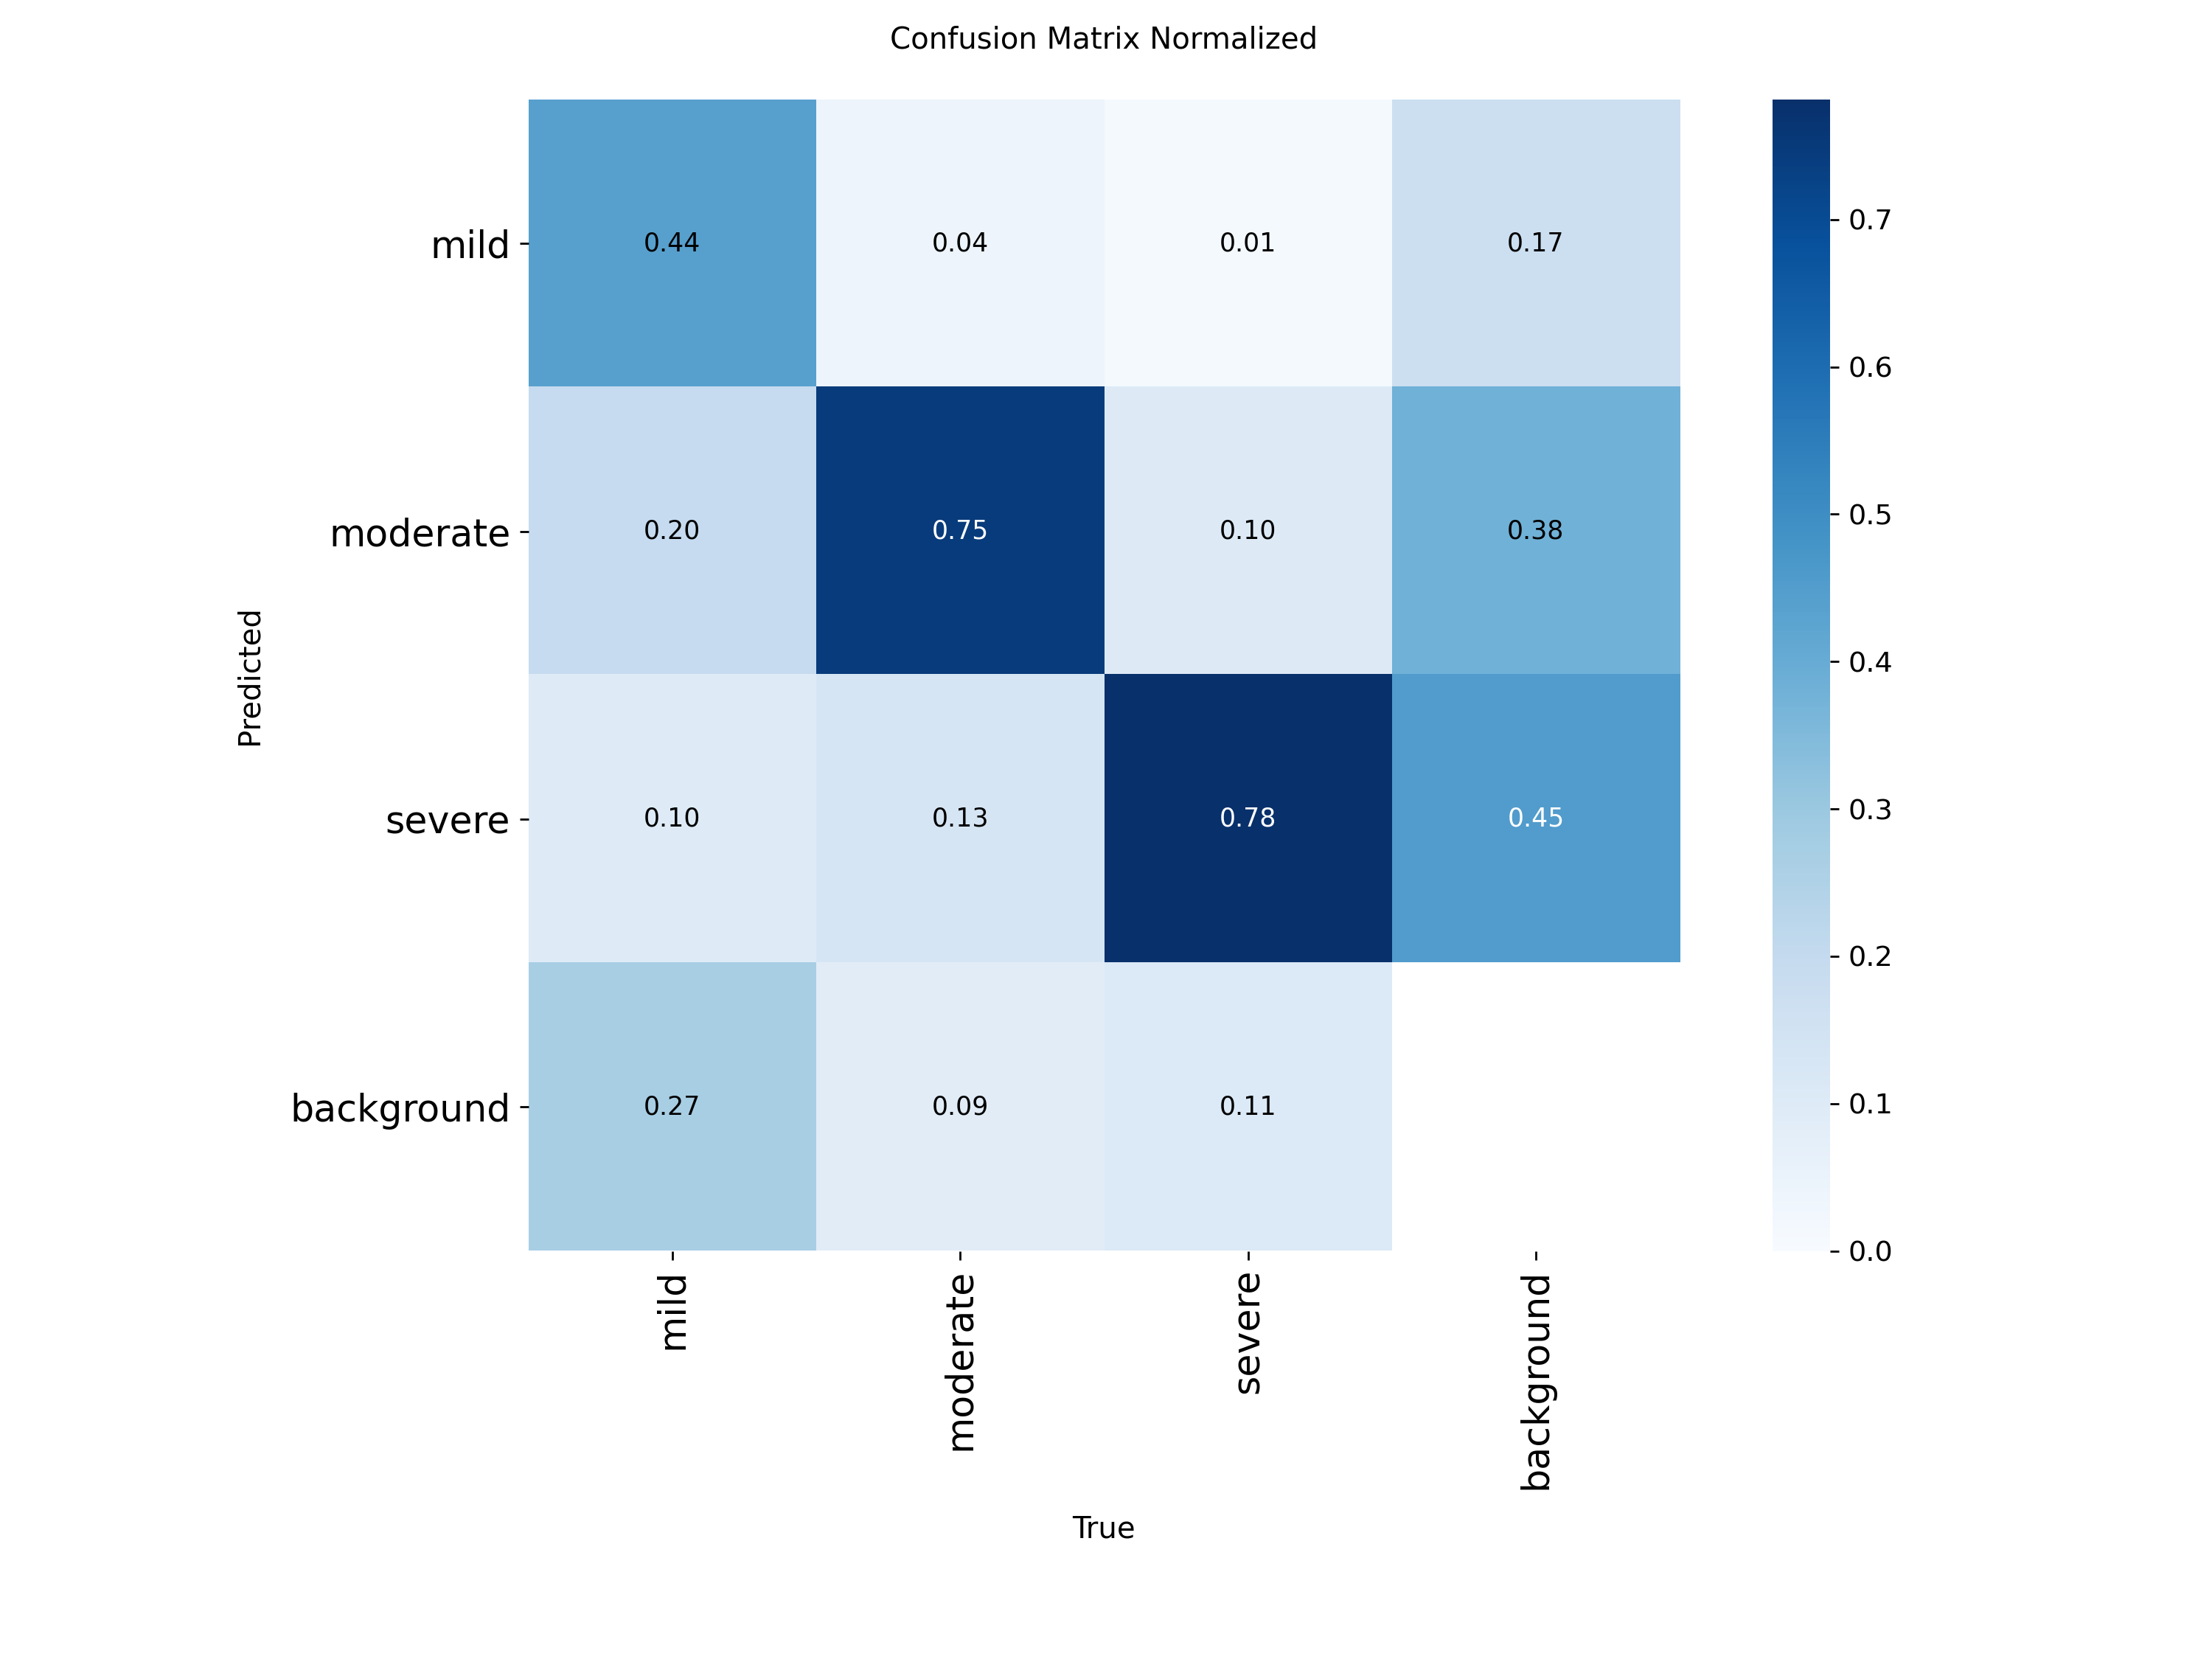 Confusion Matrix Normalized
mild 0.44 0.04 0.01 0.17
moderate 0.20 0.75 0.10 0.38
severe 0.10 0.13 0.78 0.45
background 0.27 0.09 0.11
mild moderate severe background
Predicted
True
0.7
0.6
0.5
0.4
0.3
0.2
0.1
0.0